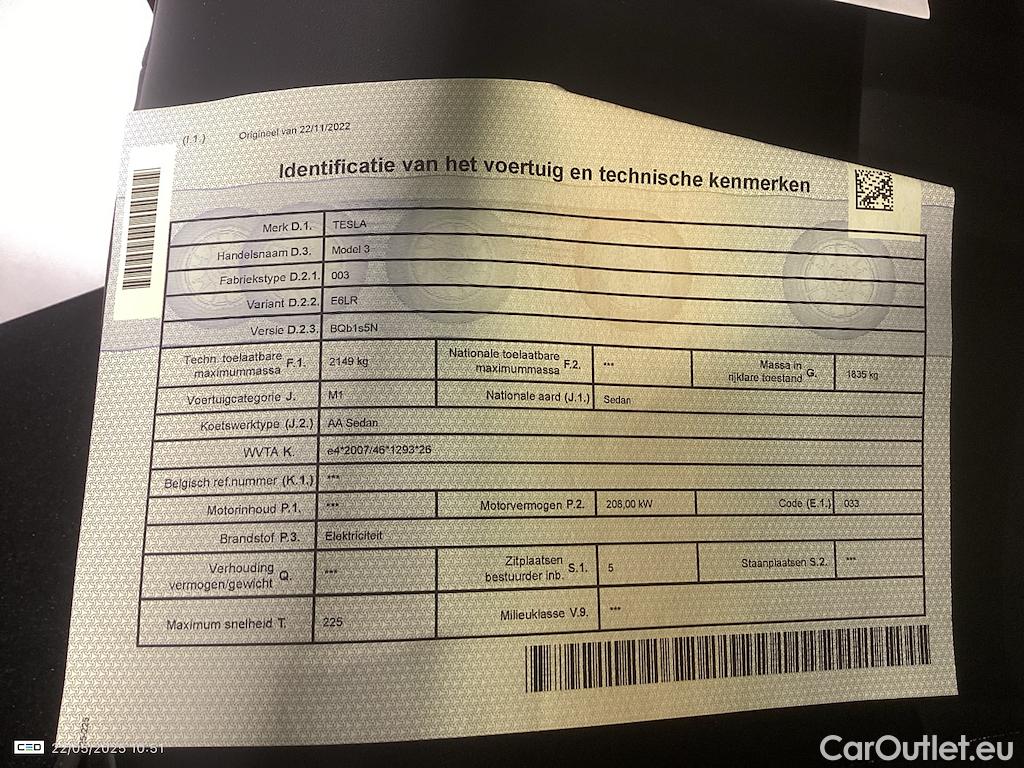 (I.1.) Origineel van 22/11/2022
Identificatie van het voertuig en technische kenmerken
Merk D.1. TESLA
Handelsnaam D.3. Model 3
Fabriekstype D.2.1. 003
Variant D.2.2. E6LR
Versie D.2.3. BQb1s5N
Techn. toelaatbare maximummassa F.1. 2149 kg Nationale toelaatbare maximummassa F.2. *** Massa in rijklare toestand G. 1835 kg
Voertuigcategorie J. M1 Nationale aard (J.1.) Sedan
Koetswerktype (J.2.) AA Sedan
WVTA K. e4*2007/46*1293*26
Belgisch ref.nummer (K.1.) ***
Motorinhoud P.1. *** Motorvermogen P.2. 208,00 kW Code (E.1.) 033
Brandstof P.3. Elektriciteit
Verhouding vermogen/gewicht Q. *** Zitplaatsen bestuurder inb. S.1. 5 Staanplaatsen S.2. ***
Maximum snelheid T. 225 Milieuklasse V.9. ***
22/05/2025 10:51
CarOutlet.eu